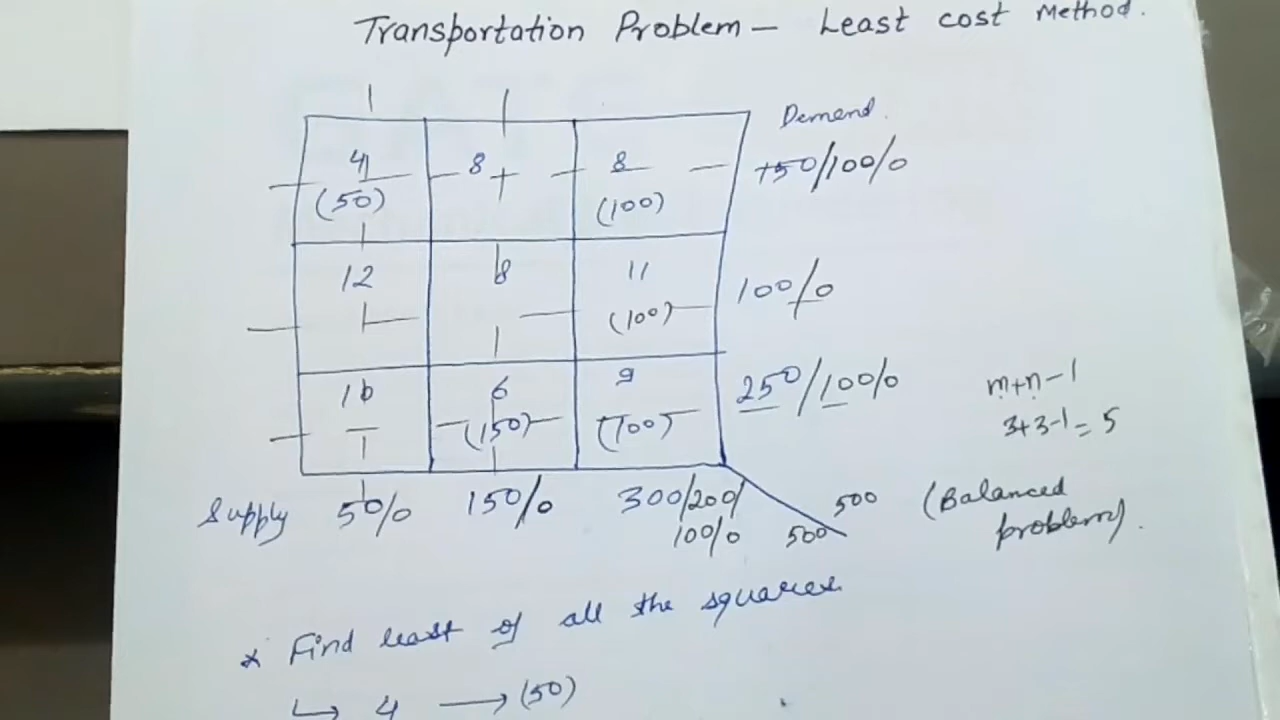 Transportation Problem - Least cost Method.
Demand.
4 8 8 150/100/0
(50) (100)
12 8 11 100/0
(100)
16 6 9 250/100/0
(150) (100)
m+n-1
3+3-1=5
Supply 50/0 150/0 300/200/ 500 (Balanced
100/0 500 problem).
* Find least of all the squares
↳ 4 → (50)